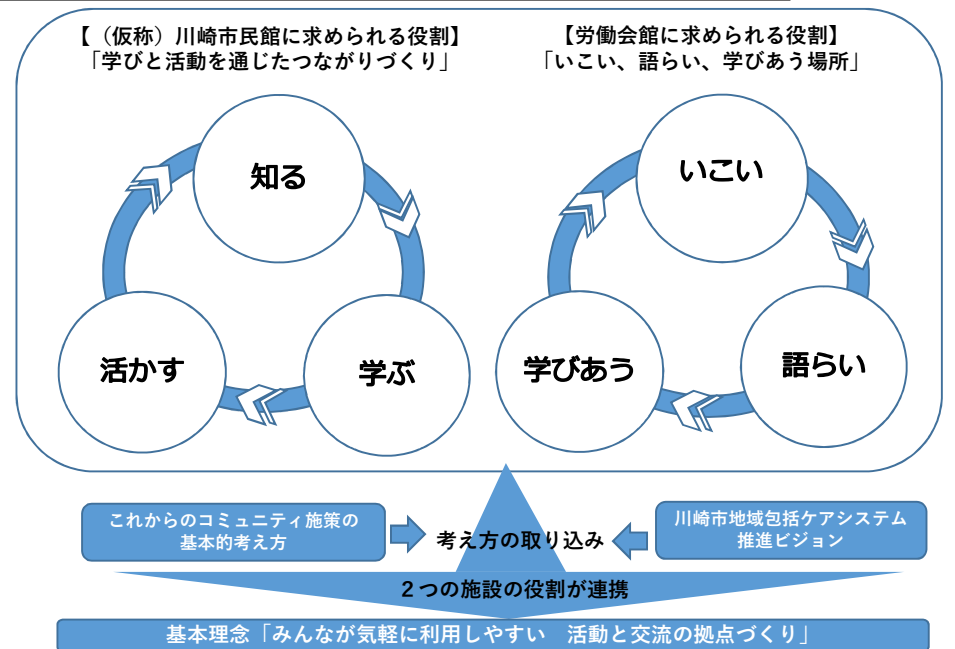 【（仮称）川崎市民館に求められる役割】
「学びと活動を通じたつながりづくり」
知る
活かす
学ぶ
【労働会館に求められる役割】
「いこい、語らい、学びあう場所」
いこい
学びあう
語らい
これからのコミュニティ施策の
基本的考え方
考え方の取り込み
川崎市地域包括ケアシステム
推進ビジョン
２つの施設の役割が連携
基本理念「みんなが気軽に利用しやすい　活動と交流の拠点づくり」